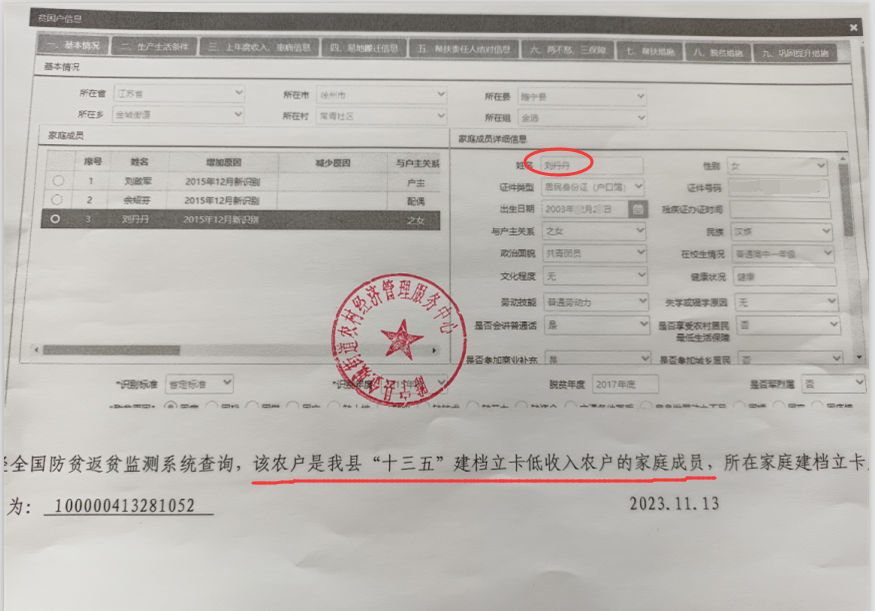 贫困户信息
一、基本情况 二、生产生活条件 三、上年度收入、患病信息 四、易地搬迁信息 五、帮扶责任人结对信息 六、两不愁、三保障 七、帮扶措施 八、脱贫措施 九、巩固提升措施
基本情况
所在省 江苏省 所在市 徐州市 所在县 睢宁县
所在乡 金城街道 所在村 常青社区 所在组
家庭成员 家庭成员详细信息
序号 姓名 增加原因 减少原因 与户主关系
1 刘敬军 2015年12月新识别 户主
2 2015年12月新识别 配偶
3 刘丹丹 2015年12月新识别 之女
姓名 刘丹丹 性别 女
证件类型 居民身份证（户口簿） 证件号码
出生日期 2003年 月2 日 残疾证办证时间
与户主关系 之女 民族 汉族
政治面貌 共青团员 在校生情况 普通高中一年级
文化程度 无 健康状况 健康
劳动技能 普通劳动力 失学或辍学原因 无
是否会讲普通话 是 是否享受农村居民最低生活保障 否
是否参加商业补充 是 是否参加城乡居民 否
*识别标准 省定标准 *识别年度 2015年 脱贫年度 2017年度 是否军烈属 否
街道农村经济管理服务中心
全国防贫返贫监测系统查询，该农户是我县“十三五”建档立卡低收入农户的家庭成员，所在家庭建档立卡
为： 100000413281052 2023.11.13